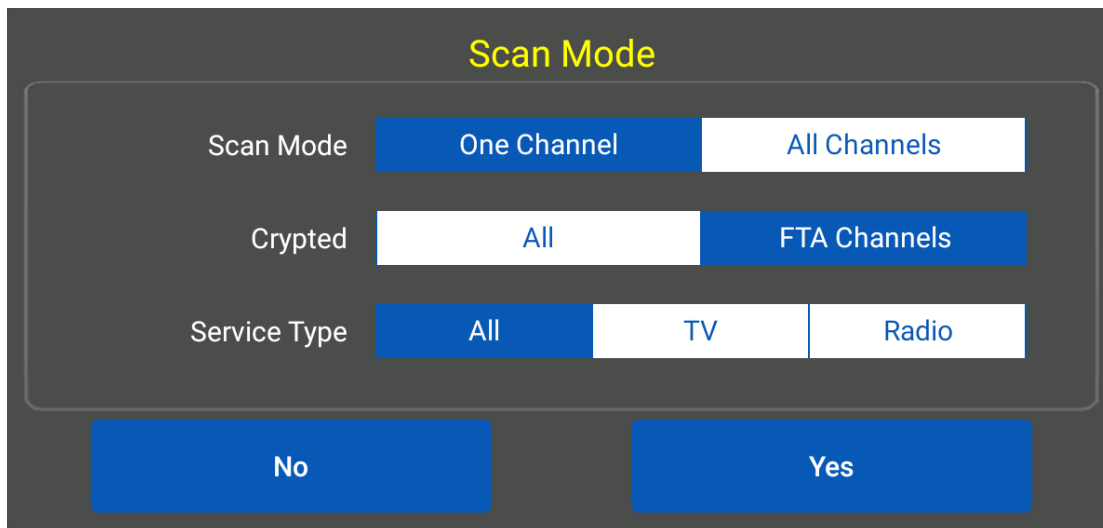 Scan Mode
Scan Mode One Channel All Channels
Crypted All FTA Channels
Service Type All TV Radio
No Yes